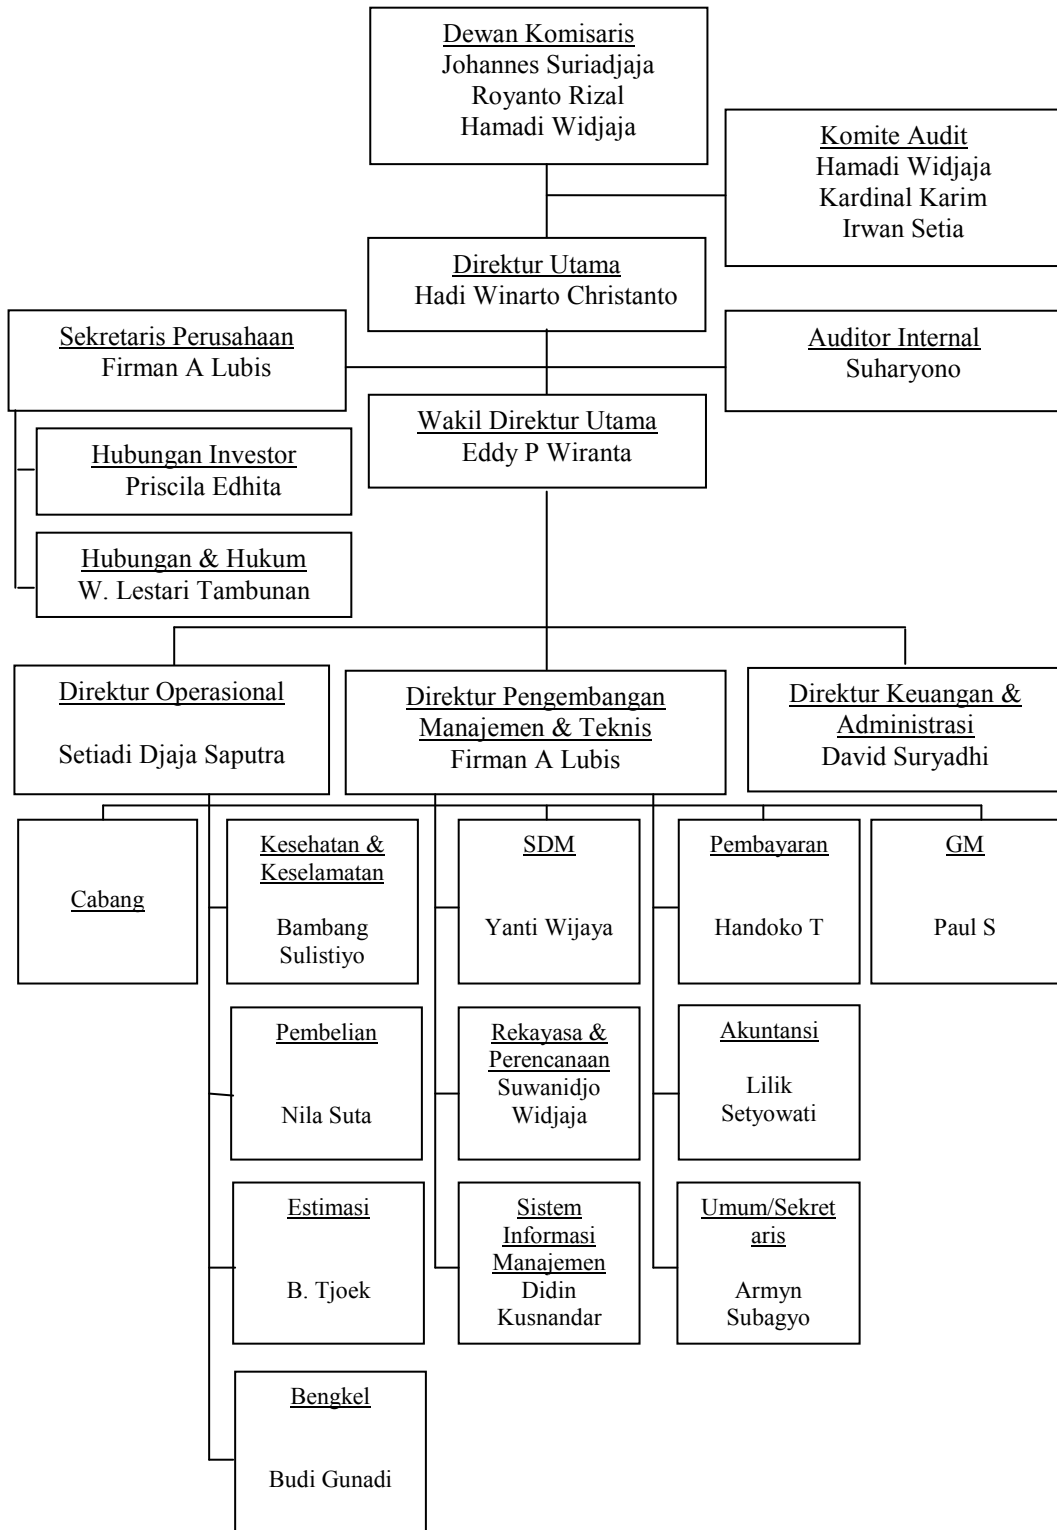 Dewan Komisaris
Johannes Suriadjaja
Royanto Rizal
Hamadi Widjaja
Komite Audit
Hamadi Widjaja
Kardinal Karim
Irwan Setia
Direktur Utama
Hadi Winarto Christanto
Sekretaris Perusahaan
Firman A Lubis
Auditor Internal
Suharyono
Wakil Direktur Utama
Eddy P Wiranta
Hubungan Investor
Priscila Edhita
Hubungan & Hukum
W. Lestari Tambunan
Direktur Operasional
Setiadi Djaja Saputra
Direktur Pengembangan
Manajemen & Teknis
Firman A Lubis
Direktur Keuangan &
Administrasi
David Suryadhi
Cabang
Kesehatan &
Keselamatan
Bambang
Sulistiyo
SDM
Yanti Wijaya
Pembayaran
Handoko T
GM
Paul S
Pembelian
Nila Suta
Rekayasa &
Perencanaan
Suwanidjo
Widjaja
Akuntansi
Lilik
Setyowati
Estimasi
B. Tjoek
Sistem
Informasi
Manajemen
Didin
Kusnandar
Umum/Sekret
aris
Armyn
Subagyo
Bengkel
Budi Gunadi